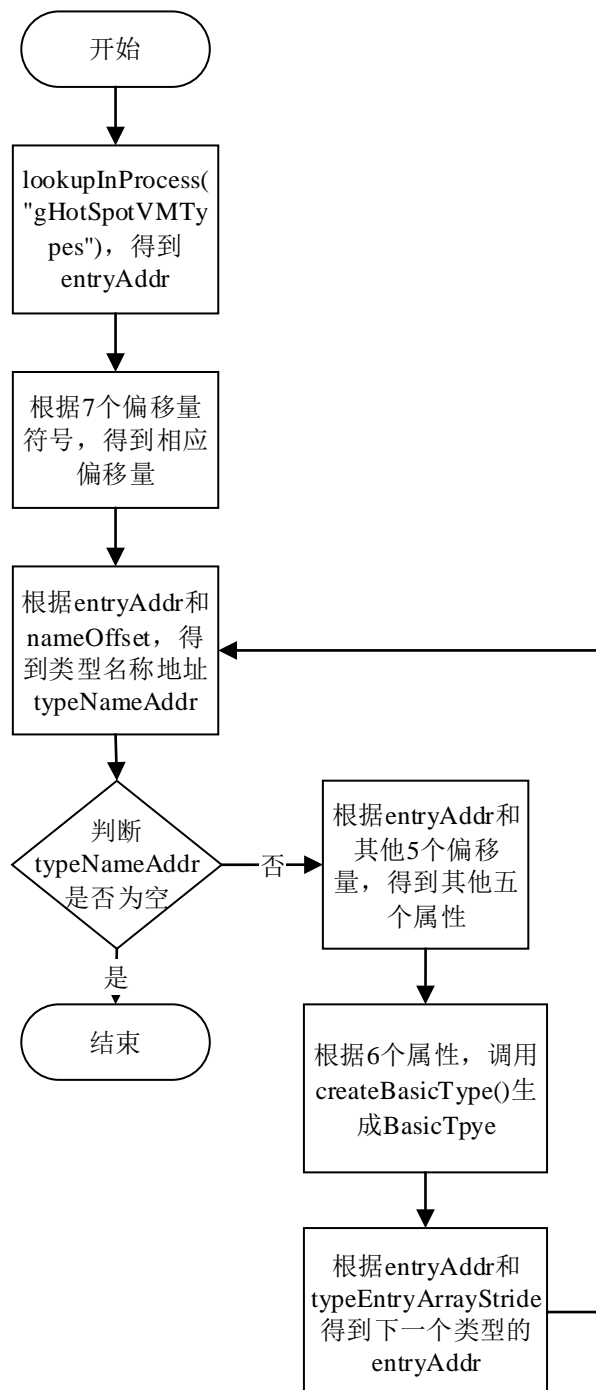 开始
lookupInProcess(
"gHotSpotVMTy
pes")，得到
entryAddr
根据7个偏移量
符号，得到相应
偏移量
根据entryAddr和
nameOffset，得
到类型名称地址
typeNameAddr
判断
typeNameAddr
是否为空
否
根据entryAddr和
其他5个偏移
量，得到其他五
个属性
是
结束
根据6个属性，调用
createBasicType()生
成BasicTpye
根据entryAddr和
typeEntryArrayStride
得到下一个类型的
entryAddr